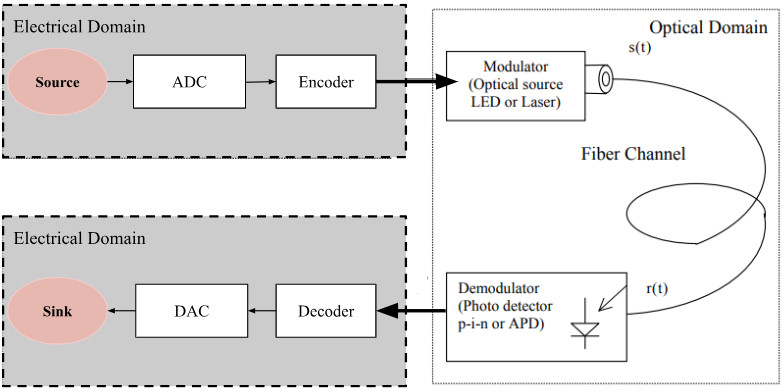 Electrical Domain
Source
ADC
Encoder
Optical Domain
s(t)
Modulator
(Optical source
LED or Laser)
Fiber Channel
Electrical Domain
Sink
DAC
Decoder
Demodulator
(Photo detector
p-i-n or APD)
r(t)